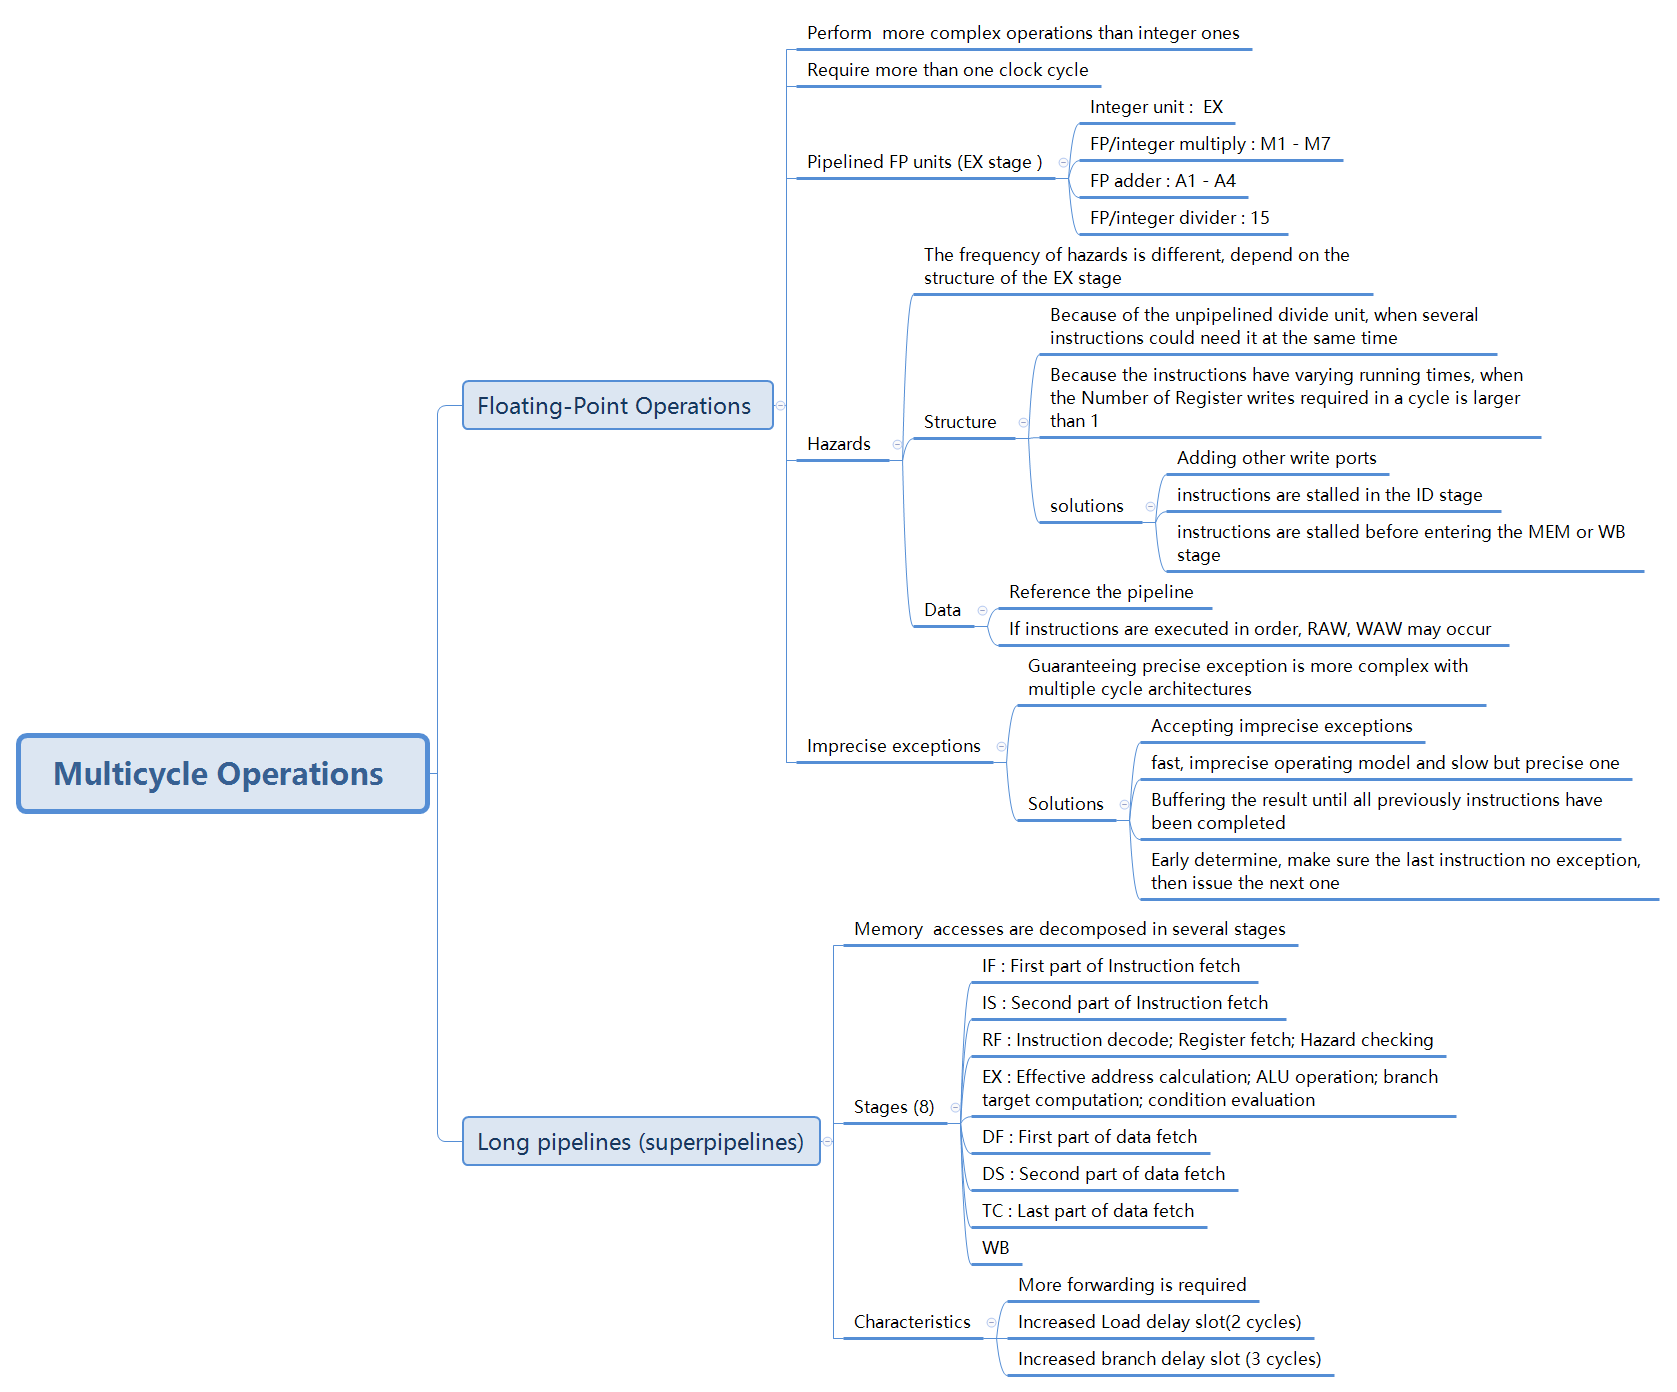 Multicycle Operations
Floating-Point Operations
Perform  more complex operations than integer ones
Require more than one clock cycle
Pipelined FP units (EX stage )
Integer unit :  EX
FP/integer multiply : M1 - M7
FP adder : A1 - A4
FP/integer divider : 15
Hazards
The frequency of hazards is different, depend on the
structure of the EX stage
Structure
Because of the unpipelined divide unit, when several
instructions could need it at the same time
Because the instructions have varying running times, when
the Number of Register writes required in a cycle is larger
than 1
solutions
Adding other write ports
instructions are stalled in the ID stage
instructions are stalled before entering the MEM or WB
stage
Data
Reference the pipeline
If instructions are executed in order, RAW, WAW may occur
Imprecise exceptions
Guaranteeing precise exception is more complex with
multiple cycle architectures
Solutions
Accepting imprecise exceptions
fast, imprecise operating model and slow but precise one
Buffering the result until all previously instructions have
been completed
Early determine, make sure the last instruction no exception,
then issue the next one
Long pipelines (superpipelines)
Memory  accesses are decomposed in several stages
Stages (8)
IF : First part of Instruction fetch
IS : Second part of Instruction fetch
RF : Instruction decode; Register fetch; Hazard checking
EX : Effective address calculation; ALU operation; branch
target computation; condition evaluation
DF : First part of data fetch
DS : Second part of data fetch
TC : Last part of data fetch
WB
Characteristics
More forwarding is required
Increased Load delay slot(2 cycles)
Increased branch delay slot (3 cycles)